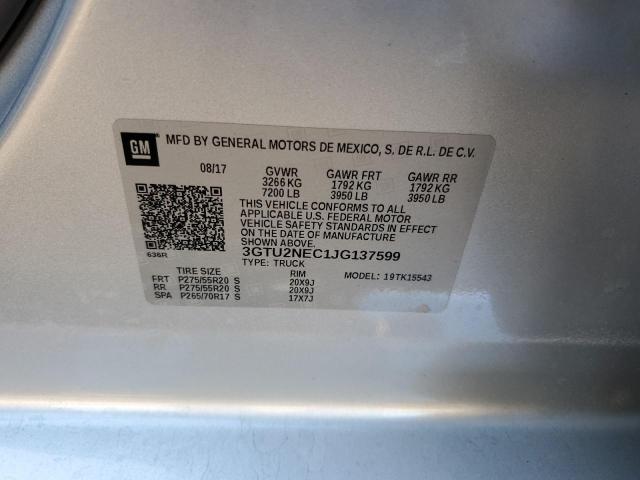 GM
MFD BY GENERAL MOTORS DE MEXICO, S. DE R.L. DE C.V.
08/17 GVWR GAWR FRT GAWR RR
3266 KG 1792 KG 1792 KG
7200 LB 3950 LB 3950 LB
THIS VEHICLE CONFORMS TO ALL
APPLICABLE U.S. FEDERAL MOTOR
VEHICLE SAFETY STANDARDS IN EFFECT
ON THE DATE OF MANUFACTURE
SHOWN ABOVE.
636R 3GTU2NEC1JG137599
TYPE: TRUCK
TIRE SIZE RIM MODEL: 19TK15543
FRT P275/55R20 S 20X9J
RR P275/55R20 S 20X9J
SPA P265/70R17 S 17X7J